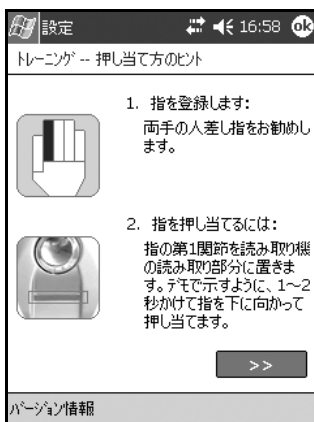 設定 16:58 ok
トレーニング -- 押し当て方のヒント
1. 指を登録します:
両手の人差し指をお勧めし
ます。
2. 指を押し当てるには:
指の第1関節を読み取り機
の読み取り部分に置きま
す。デモで示すように、1～2
秒かけて指を下に向かって
押し当てます。
>>
バージョン情報